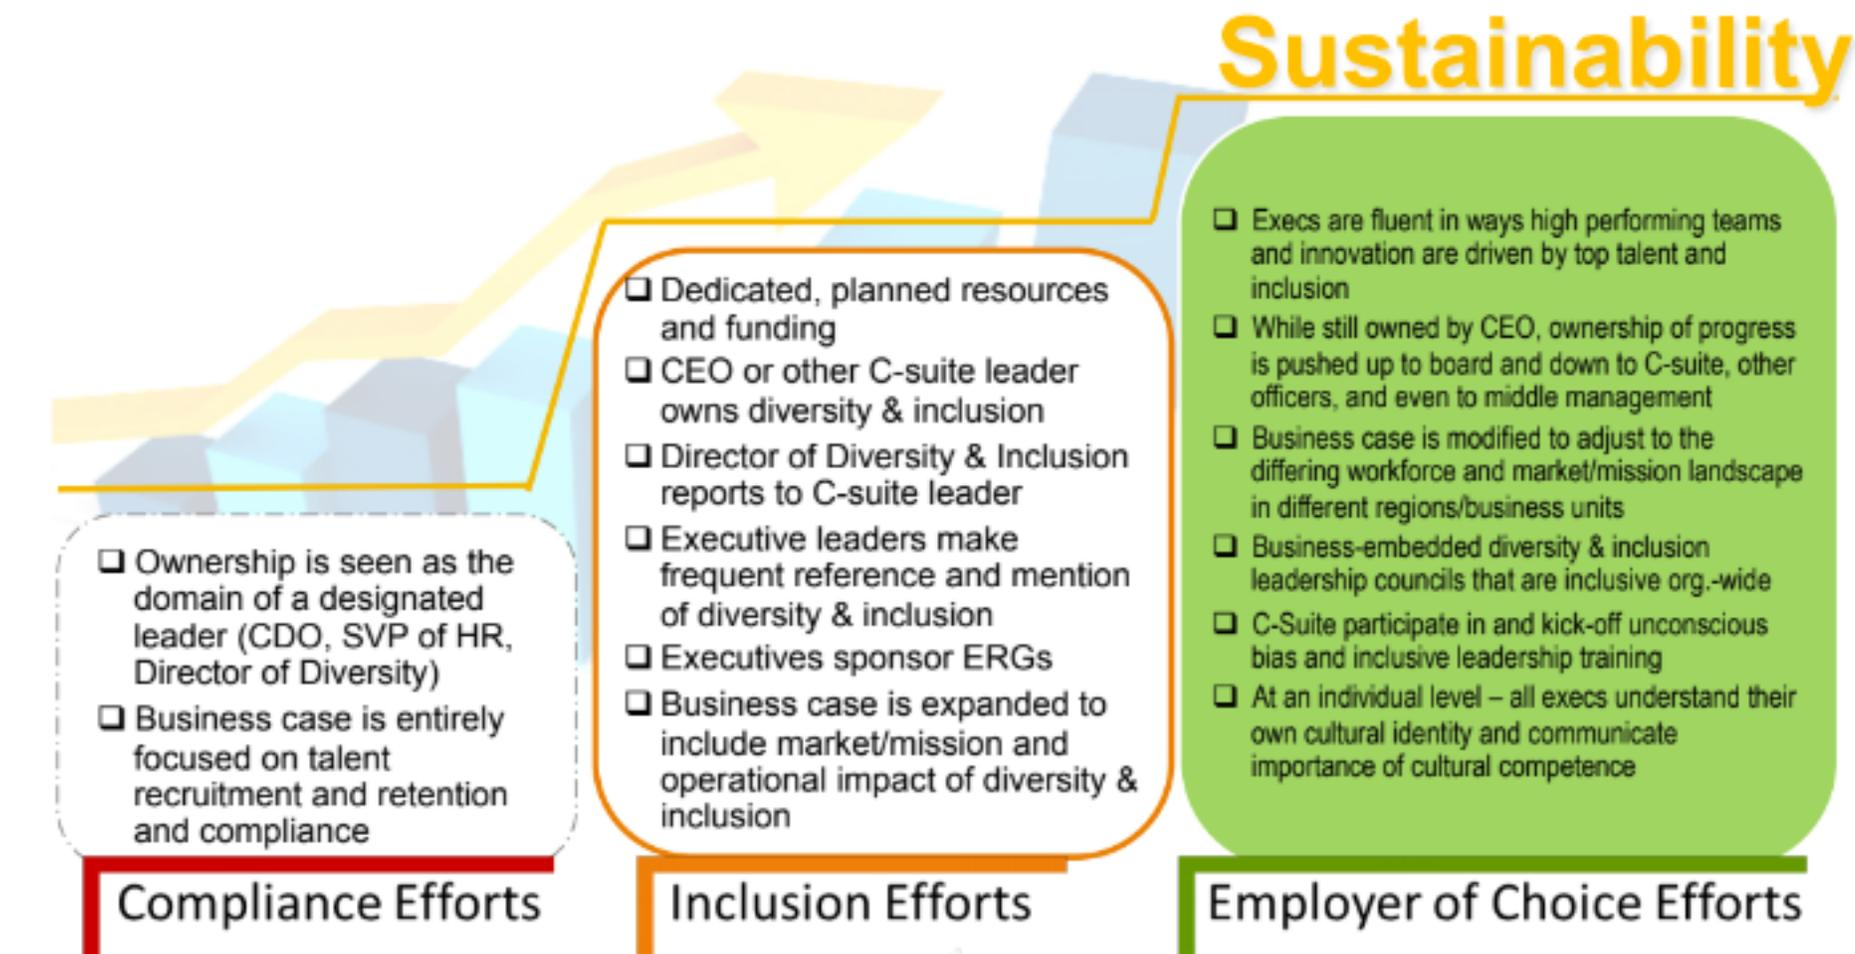 Sustainability
❑ Ownership is seen as the
domain of a designated
leader (CDO, SVP of HR,
Director of Diversity)
❑ Business case is entirely
focused on talent
recruitment and retention
and compliance
Compliance Efforts
❑ Dedicated, planned resources
and funding
❑ CEO or other C-suite leader
owns diversity & inclusion
❑ Director of Diversity & Inclusion
reports to C-suite leader
❑ Executive leaders make
frequent reference and mention
of diversity & inclusion
❑ Executives sponsor ERGs
❑ Business case is expanded to
include market/mission and
operational impact of diversity &
inclusion
Inclusion Efforts
❑ Execs are fluent in ways high performing teams
and innovation are driven by top talent and
inclusion
❑ While still owned by CEO, ownership of progress
is pushed up to board and down to C-suite, other
officers, and even to middle management
❑ Business case is modified to adjust to the
differing workforce and market/mission landscape
in different regions/business units
❑ Business-embedded diversity & inclusion
leadership councils that are inclusive org.-wide
❑ C-Suite participate in and kick-off unconscious
bias and inclusive leadership training
❑ At an individual level – all execs understand their
own cultural identity and communicate
importance of cultural competence
Employer of Choice Efforts